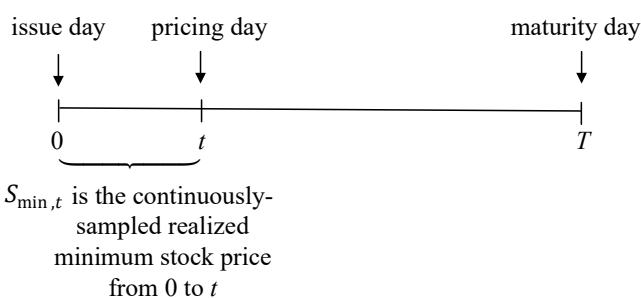 issue day pricing day maturity day
0 t T
S_min,t is the continuously-
sampled realized
minimum stock price
from 0 to t